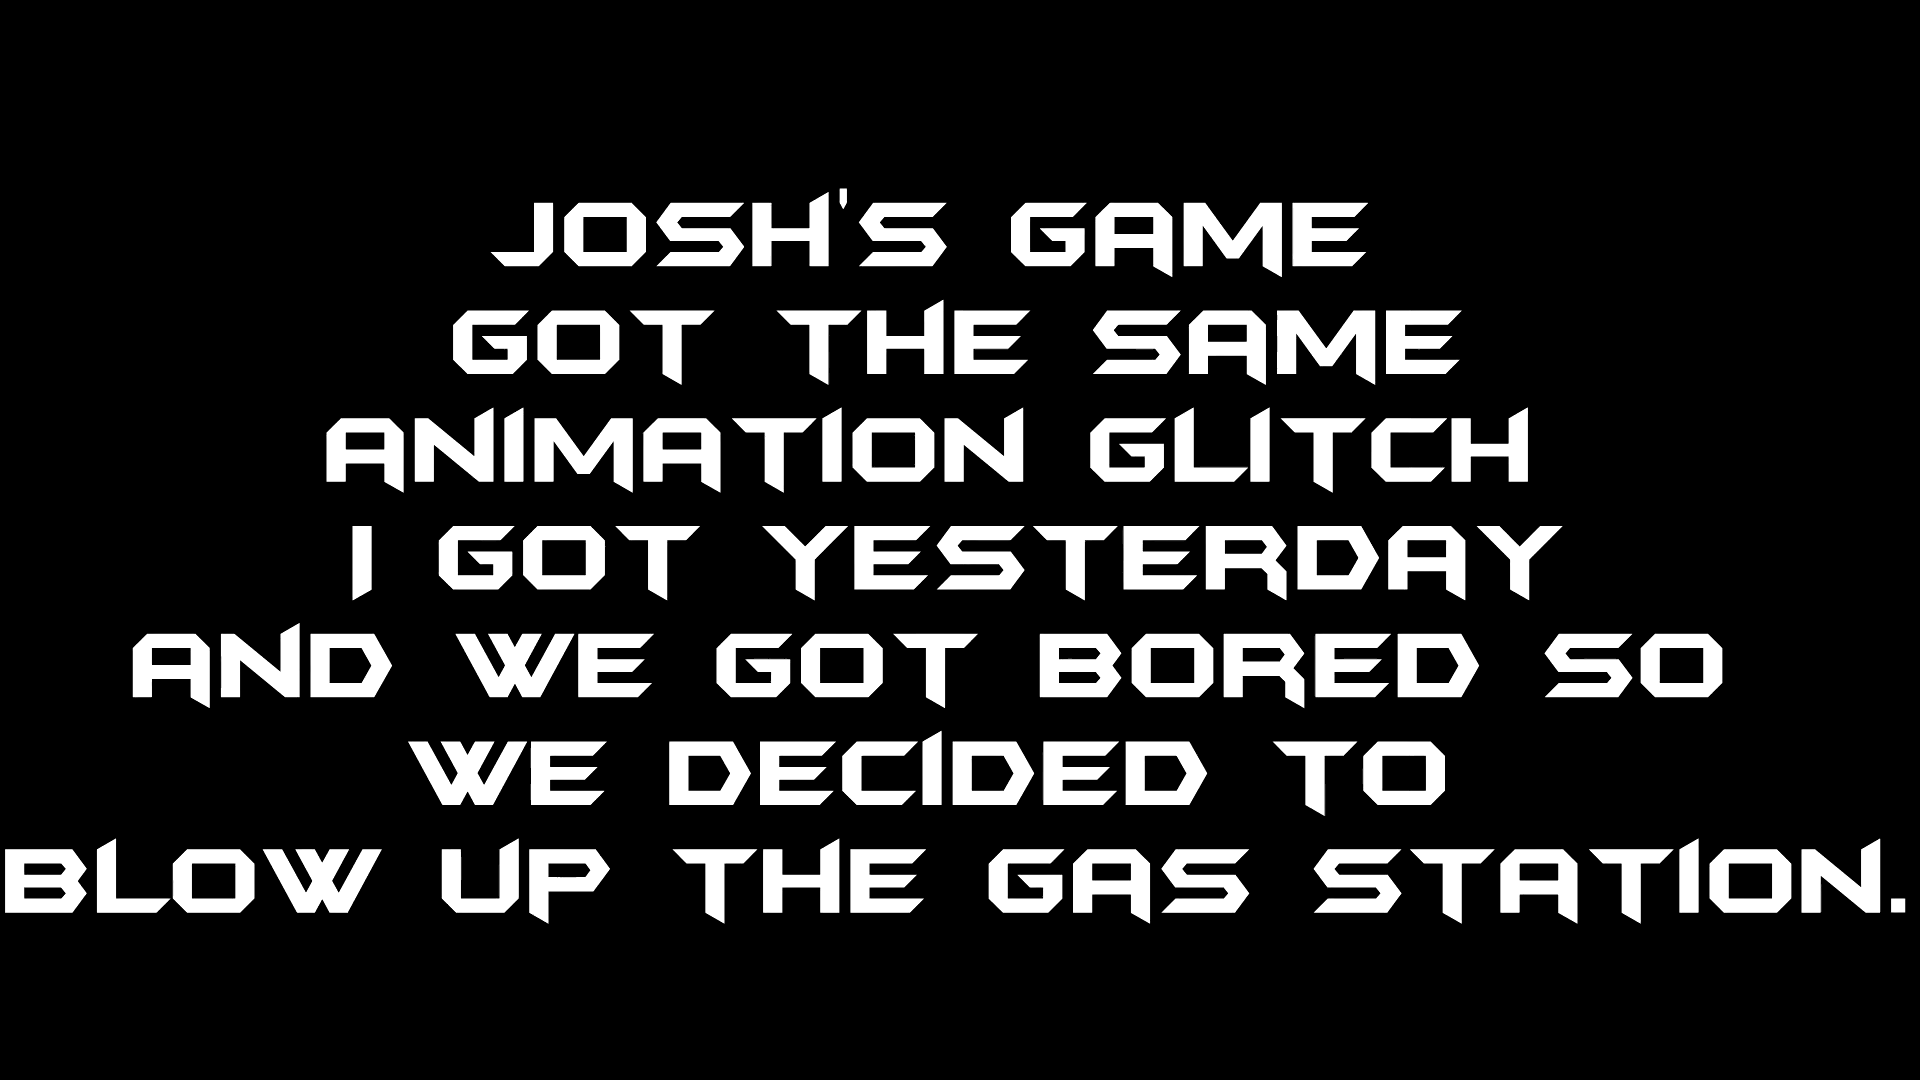 JOSH'S GAME
GOT THE SAME
ANIMATION GLITCH
I GOT YESTERDAY
AND WE GOT BORED SO
WE DECIDED TO
BLOW UP THE GAS STATION.